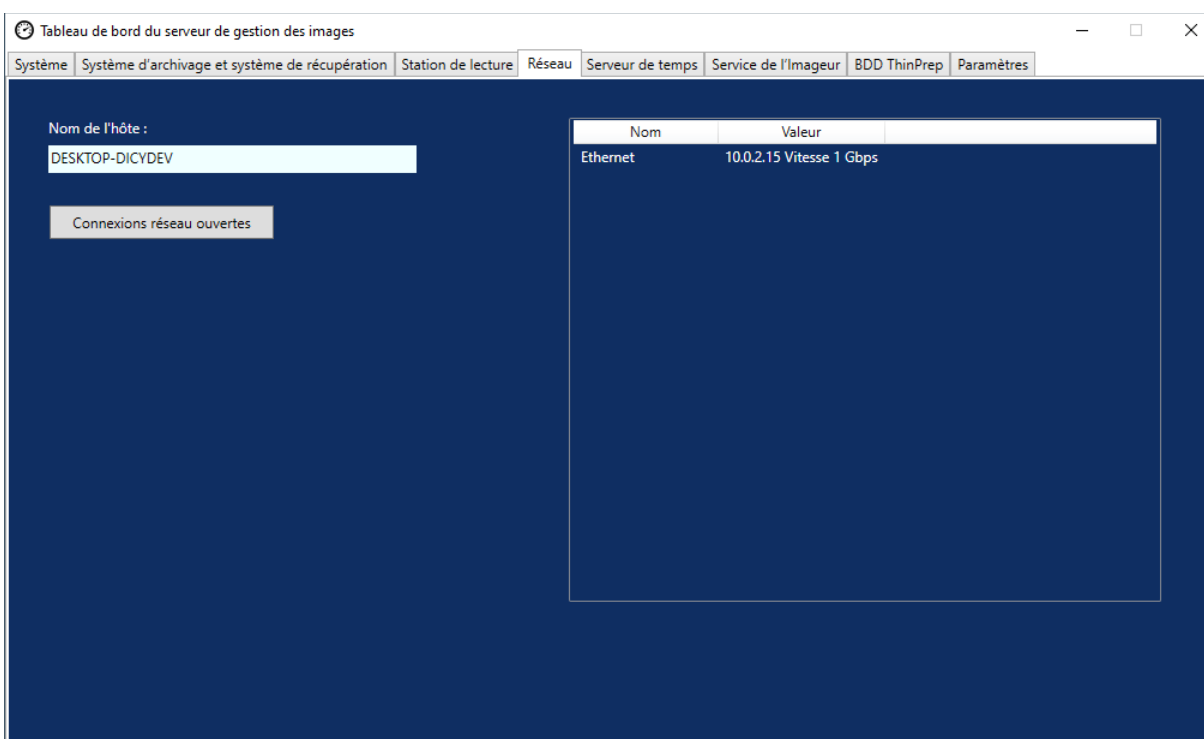 Tableau de bord du serveur de gestion des images
Système Système d'archivage et système de récupération Station de lecture Réseau Serveur de temps Service de l'Imageur BDD ThinPrep Paramètres
Nom de l'hôte :
DESKTOP-DICYDEV
Connexions réseau ouvertes
Nom Valeur
Ethernet 10.0.2.15 Vitesse 1 Gbps